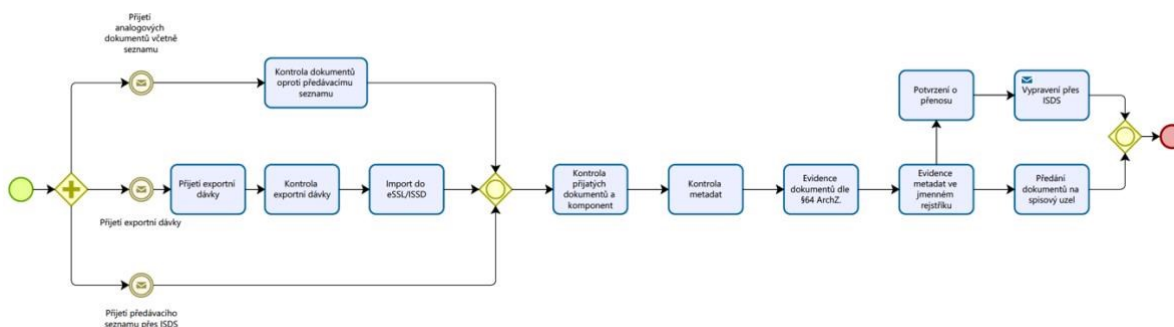 Přijetí
analogových
dokumentů včetně
seznamu
Kontrola dokumentů
oproti předávacímu
seznamu
Potvrzení o
přenosu
Vypravení přes
ISDS
Přijetí exportní
dávky
Kontrola
exportní dávky
Import do
eSSL/ISSD
Kontrola
přijatých
dokumentů a
komponent
Kontrola
metadat
Evidence
dokumentů dle
§64 ArchZ.
Evidence
metadat ve
jmenném
rejstříku
Předání
dokumentů na
spisový uzel
Přijetí exportní dávky
Přijetí předávacího
seznamu přes ISDS